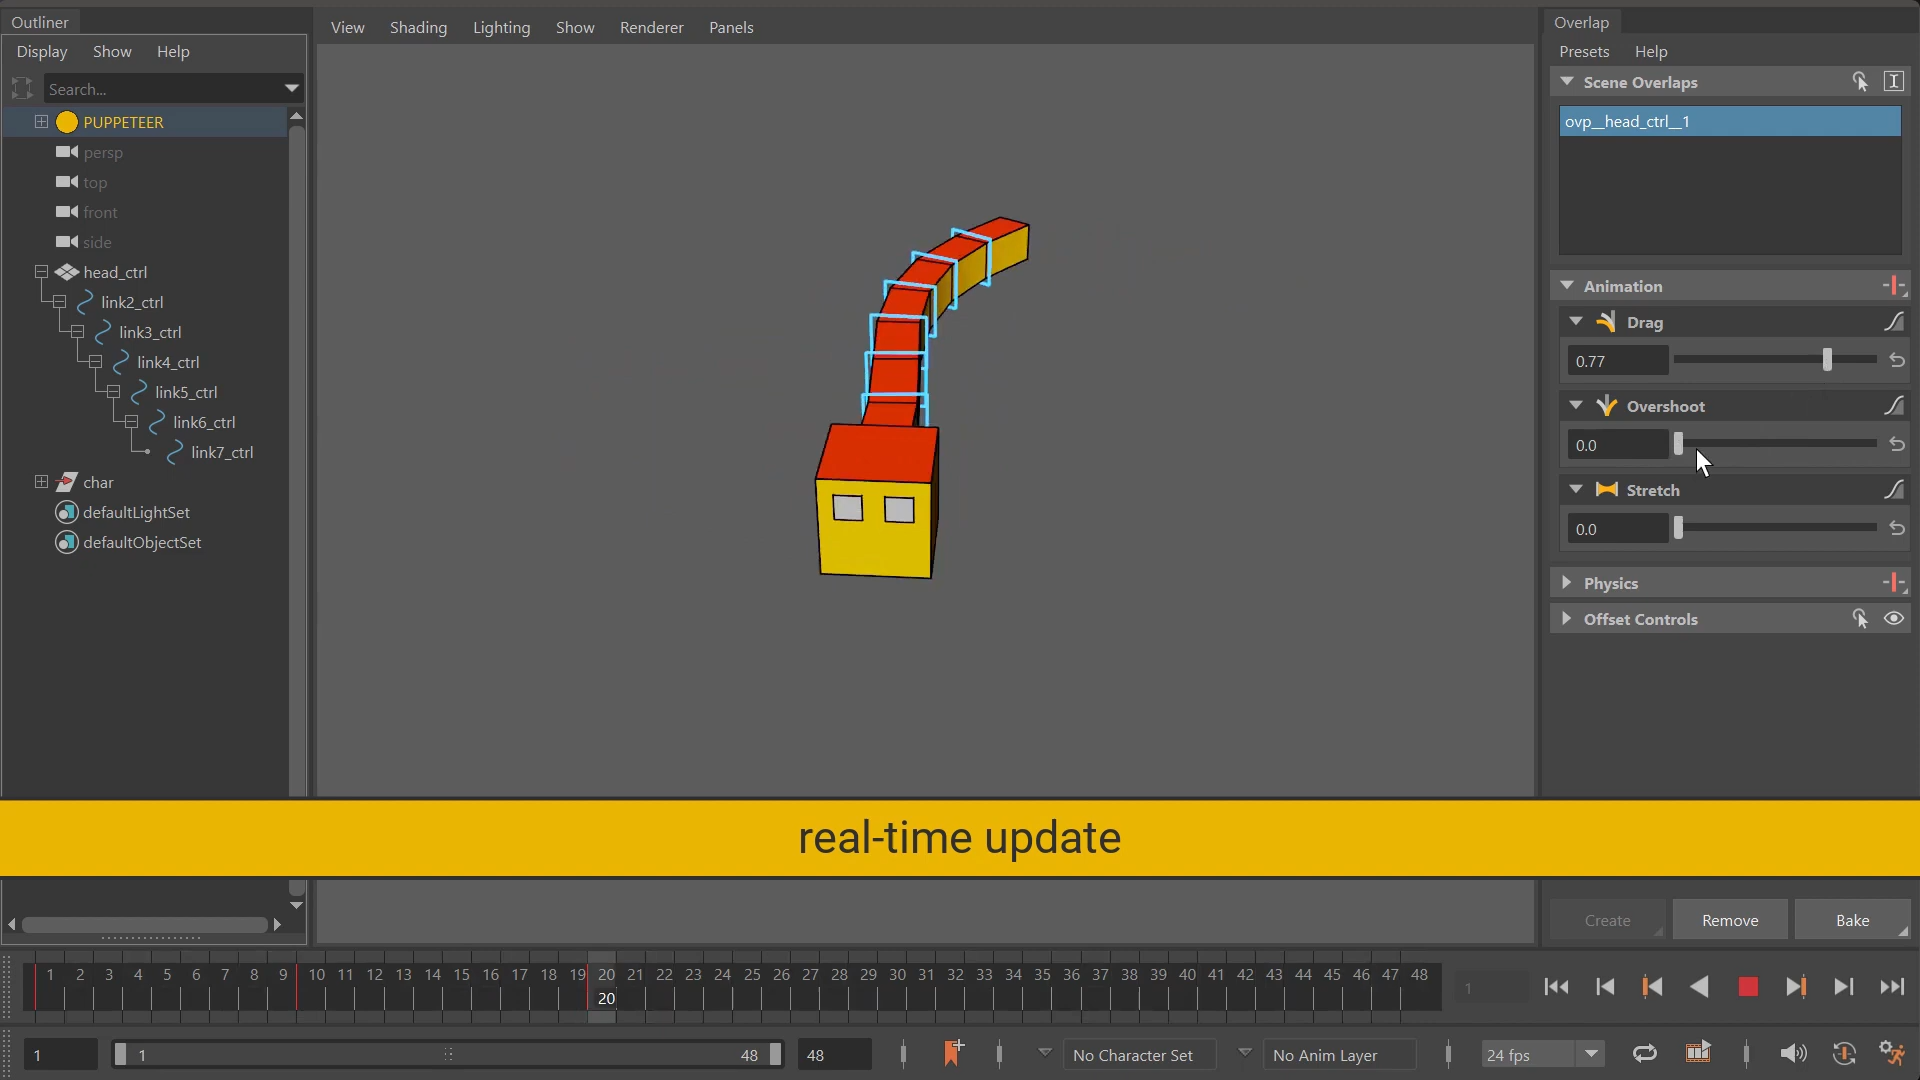 Outliner
Display Show Help
Search...
PUPPETEER
persp
top
front
side
head_ctrl
link2_ctrl
link3_ctrl
link4_ctrl
link5_ctrl
link6_ctrl
link7_ctrl
char
defaultLightSet
defaultObjectSet
View Shading Lighting Show Renderer Panels
Overlap
Presets Help
Scene Overlaps
ovp__head_ctrl__1
Animation
Drag
0.77
Overshoot
0.0
Stretch
0.0
Physics
Offset Controls
real-time update
Create Remove Bake
1 2 3 4 5 6 7 8 9 10 11 12 13 14 15 16 17 18 19 20 21 22 23 24 25 26 27 28 29 30 31 32 33 34 35 36 37 38 39 40 41 42 43 44 45 46 47 48
20
1
1 1 48 48 No Character Set No Anim Layer 24 fps